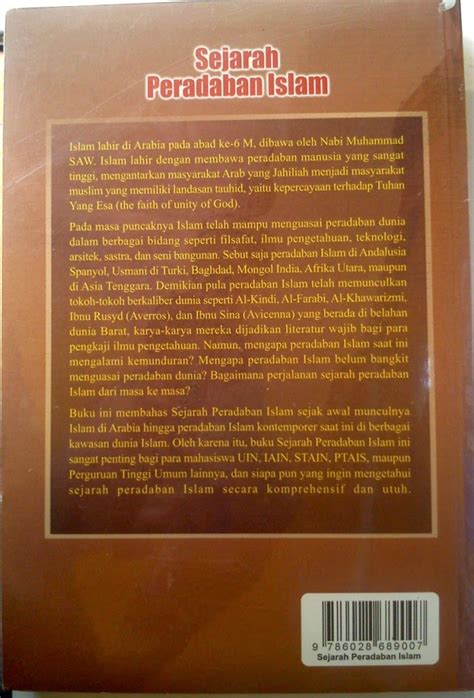 Sejarah
Peradaban Islam
Islam lahir di Arabia pada abad ke-6 M, dibawa oleh Nabi Muhammad
SAW. Islam lahir dengan membawa peradaban manusia yang sangat
tinggi, mengantarkan masyarakat Arab yang Jahiliah menjadi masyarakat
muslim yang memiliki landasan tauhid, yaitu kepercayaan terhadap Tuhan
Yang Esa (the faith of unity of God).
Pada masa puncaknya Islam telah mampu menguasai peradaban dunia
dalam berbagai bidang seperti filsafat, ilmu pengetahuan, teknologi,
arsitek, sastra, dan seni bangunan. Sebut saja peradaban Islam di Andalusia
Spanyol, Usmani di Turki, Baghdad, Mongol India, Afrika Utara, maupun
di Asia Tenggara. Demikian pula peradaban Islam telah memunculkan
tokoh-tokoh berkaliber dunia seperti Al-Kindi, Al-Farabi, Al-Khawarizmi,
Ibnu Rusyd (Averros), dan Ibnu Sina (Avicenna) yang berada di belahan
dunia Barat, karya-karya mereka dijadikan literatur wajib bagi para
pengkaji ilmu pengetahuan. Namun, mengapa peradaban Islam saat ini
mengalami kemunduran? Mengapa peradaban Islam belum bangkit
menguasai peradaban dunia? Bagaimana perjalanan sejarah peradaban
Islam dari masa ke masa?
Buku ini membahas Sejarah Peradaban Islam sejak awal munculnya
Islam di Arabia hingga peradaban Islam kontemporer saat ini di berbagai
kawasan dunia Islam. Oleh karena itu, buku Sejarah Peradaban Islam ini
sangat penting bagi para mahasiswa UIN, IAIN, STAIN, PTAIS, maupun
Perguruan Tinggi Umum lainnya, dan siapa pun yang ingin mengetahui
sejarah peradaban Islam secara komprehensif dan utuh.
9 786028 689007
Sejarah Peradaban Islam